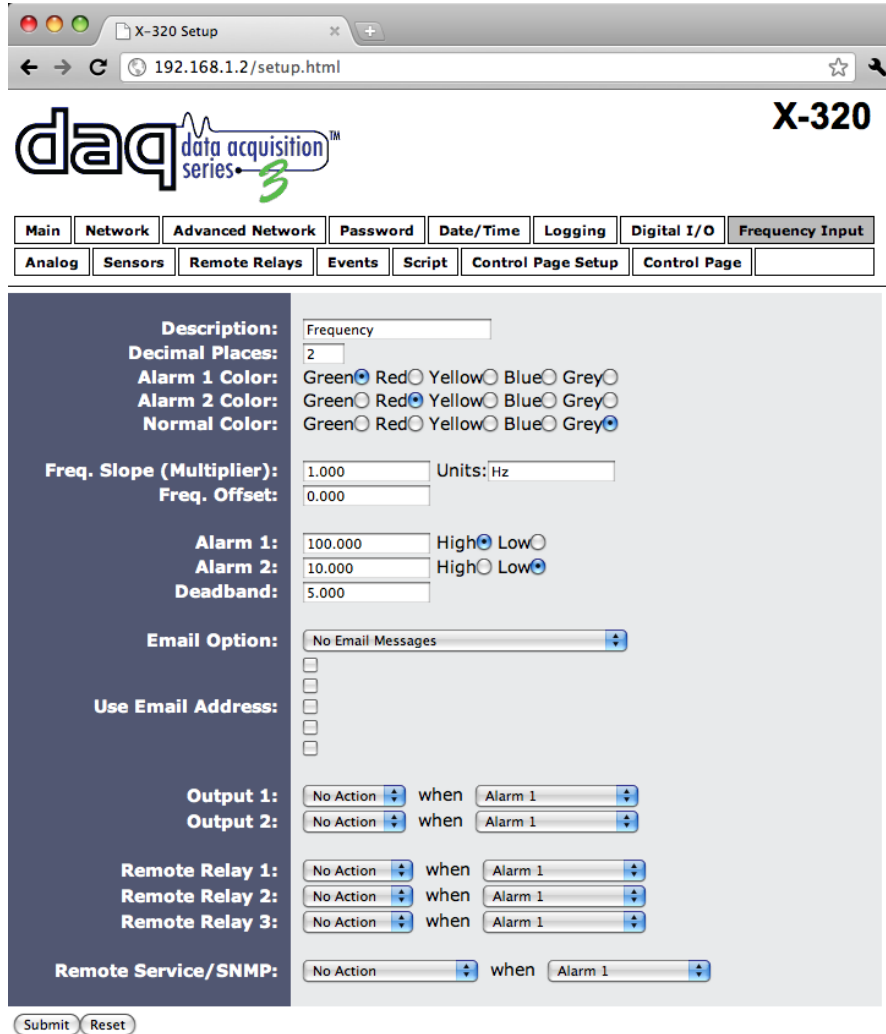 X-320 Setup
192.168.1.2/setup.html
X-320
daq data acquisition™
series 3
Main Network Advanced Network Password Date/Time Logging Digital I/O Frequency Input
Analog Sensors Remote Relays Events Script Control Page Setup Control Page
Description: Frequency
Decimal Places: 2
Alarm 1 Color: Green Red Yellow Blue Grey
Alarm 2 Color: Green Red Yellow Blue Grey
Normal Color: Green Red Yellow Blue Grey
Freq. Slope (Multiplier): 1.000 Units: Hz
Freq. Offset: 0.000
Alarm 1: 100.000 High Low
Alarm 2: 10.000 High Low
Deadband: 5.000
Email Option: No Email Messages
Use Email Address:
Output 1: No Action when Alarm 1
Output 2: No Action when Alarm 1
Remote Relay 1: No Action when Alarm 1
Remote Relay 2: No Action when Alarm 1
Remote Relay 3: No Action when Alarm 1
Remote Service/SNMP: No Action when Alarm 1
Submit Reset